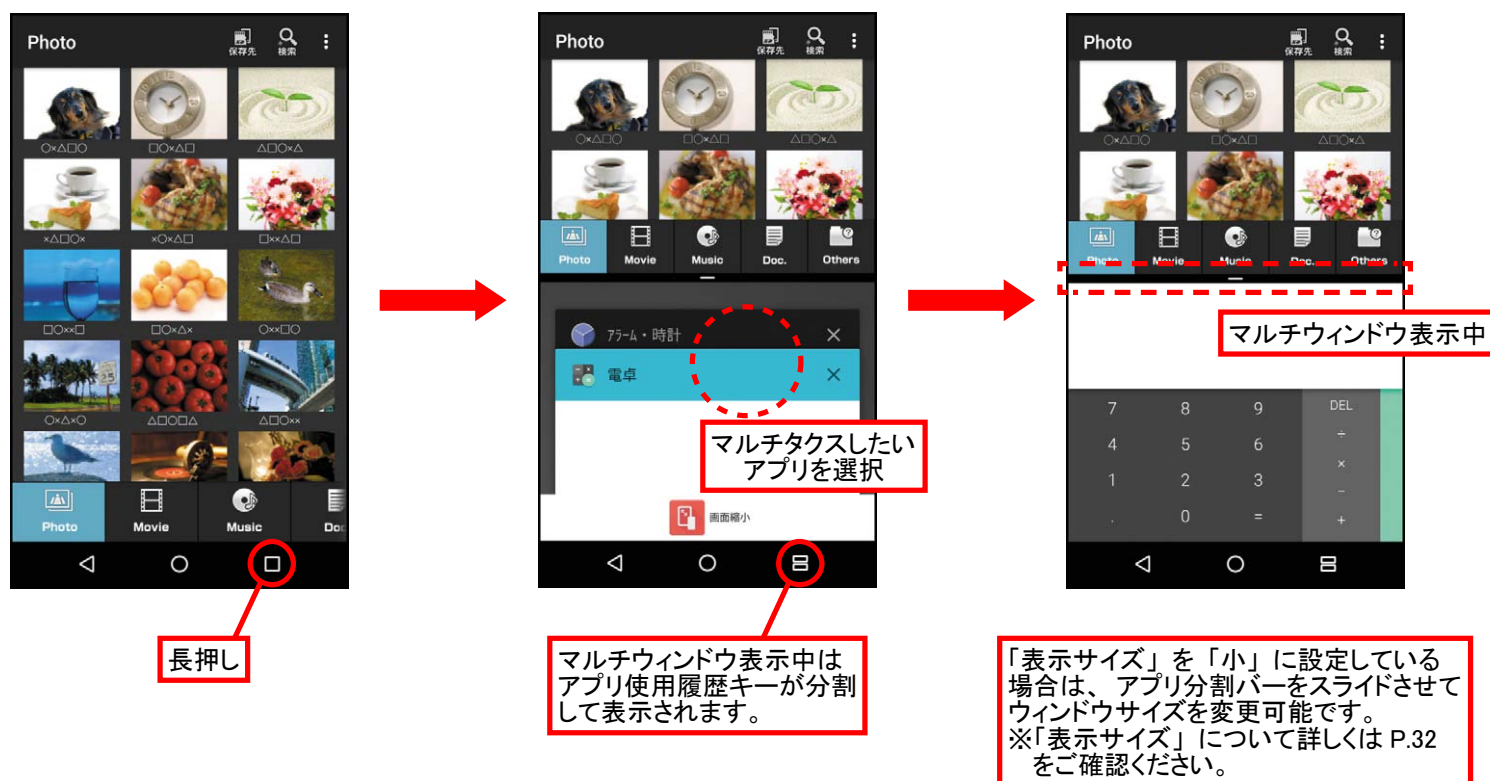 Photo
保存先
検索
○×△□○
□○×△□
△□○×△
×△□○×
×○×△□
□××△□
□○××□
□○×△×
○××□○
○×△×○
△□○□△
△□○××
Photo
Movie
Music
Doc
長押し
Photo
保存先
検索
○×△□○
□○×△□
△□○×△
Photo
Movie
Music
Doc.
Others
アラーム・時計
電卓
マルチタクスしたい
アプリを選択
画面縮小
マルチウィンドウ表示中は
アプリ使用履歴キーが分割
して表示されます。
Photo
保存先
検索
○×△□○
□○×△□
△□○×△
Photo
Movie
Music
Doc.
Others
マルチウィンドウ表示中
7 8 9 DEL
4 5 6 ÷
1 2 3 ×
−
. 0 = +
「表示サイズ」を「小」に設定している
場合は、アプリ分割バーをスライドさせて
ウィンドウサイズを変更可能です。
※「表示サイズ」について詳しくは P.32
をご確認ください。